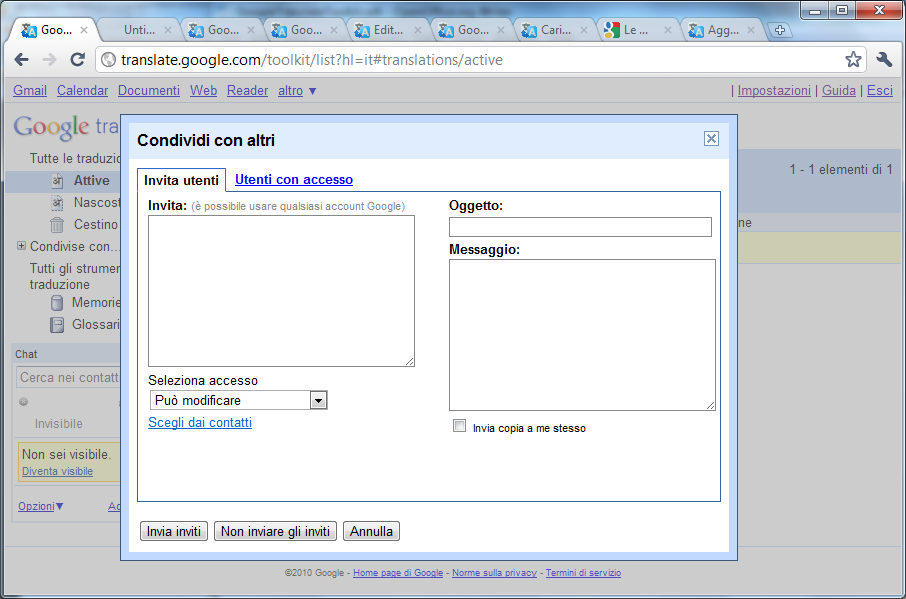 Goo...
Unti...
Goo...
Goo...
Edit...
Goo...
Cari...
Le ...
Agg...
translate.google.com/toolkit/list?hl=it#translations/active
Gmail Calendar Documenti Web Reader altro ▼ | Impostazioni | Guida | Esci
Google tra
Tutte le traduzio
Attive
Nascost
Cestino
Condivise con...
Tutti gli strumer
traduzione
Memorie
Glossari
Chat
Cerca nei contatt
Invisibile
Non sei visibile.
Diventa visibile
Opzioni▼
1 - 1 elementi di 1
ne
Condividi con altri
Invita utenti Utenti con accesso
Invita: (è possibile usare qualsiasi account Google)
Seleziona accesso
Può modificare
Scegli dai contatti
Oggetto:
Messaggio:
Invia copia a me stesso
Invia inviti Non inviare gli inviti Annulla
©2010 Google - Home page di Google - Norme sulla privacy - Termini di servizio